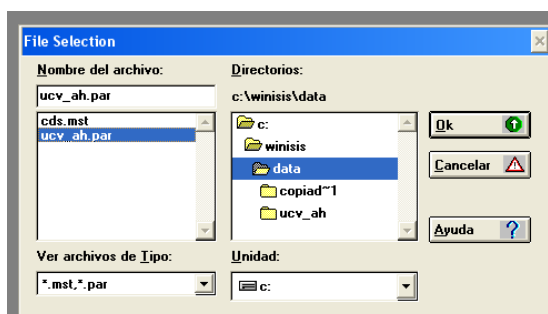 File Selection
Nombre del archivo:
ucv_ah.par
cds.mst
ucv_ah.par
Ver archivos de Tipo:
*.mst,*.par
Directorios:
c:\winisis\data
c:
winisis
data
copiad~1
ucv_ah
Unidad:
c:
Ok
Cancelar
Ayuda